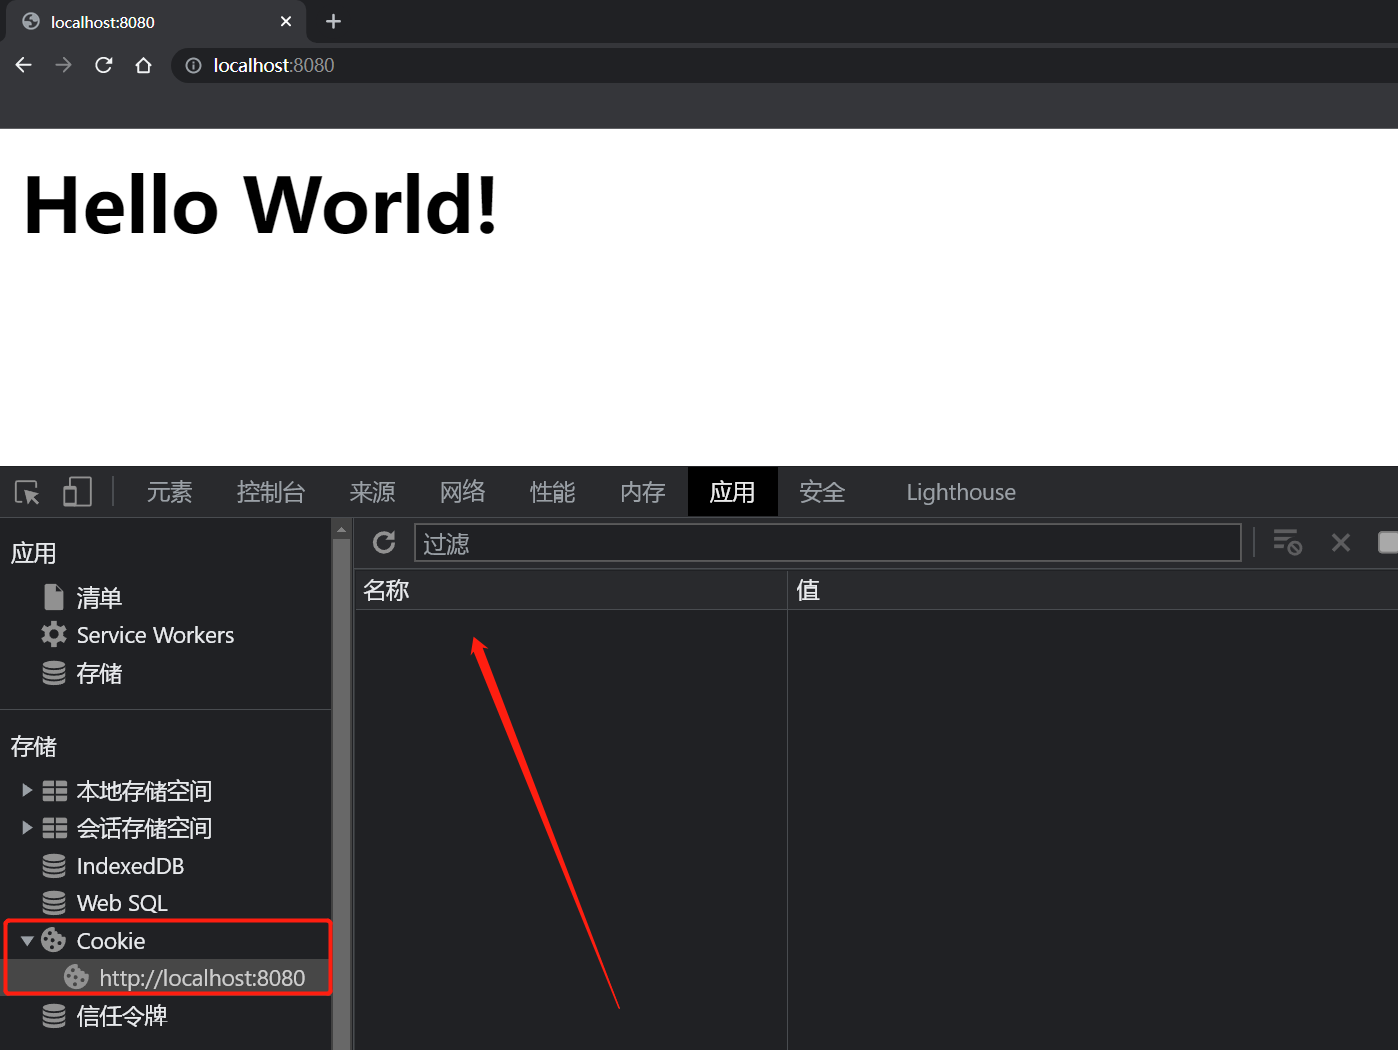 localhost:8080
localhost:8080
Hello World!
元素 控制台 来源 网络 性能 内存 应用 安全 Lighthouse
应用
过滤
名称 值
清单
Service Workers
存储
存储
本地存储空间
会话存储空间
IndexedDB
Web SQL
Cookie
http://localhost:8080
信任令牌